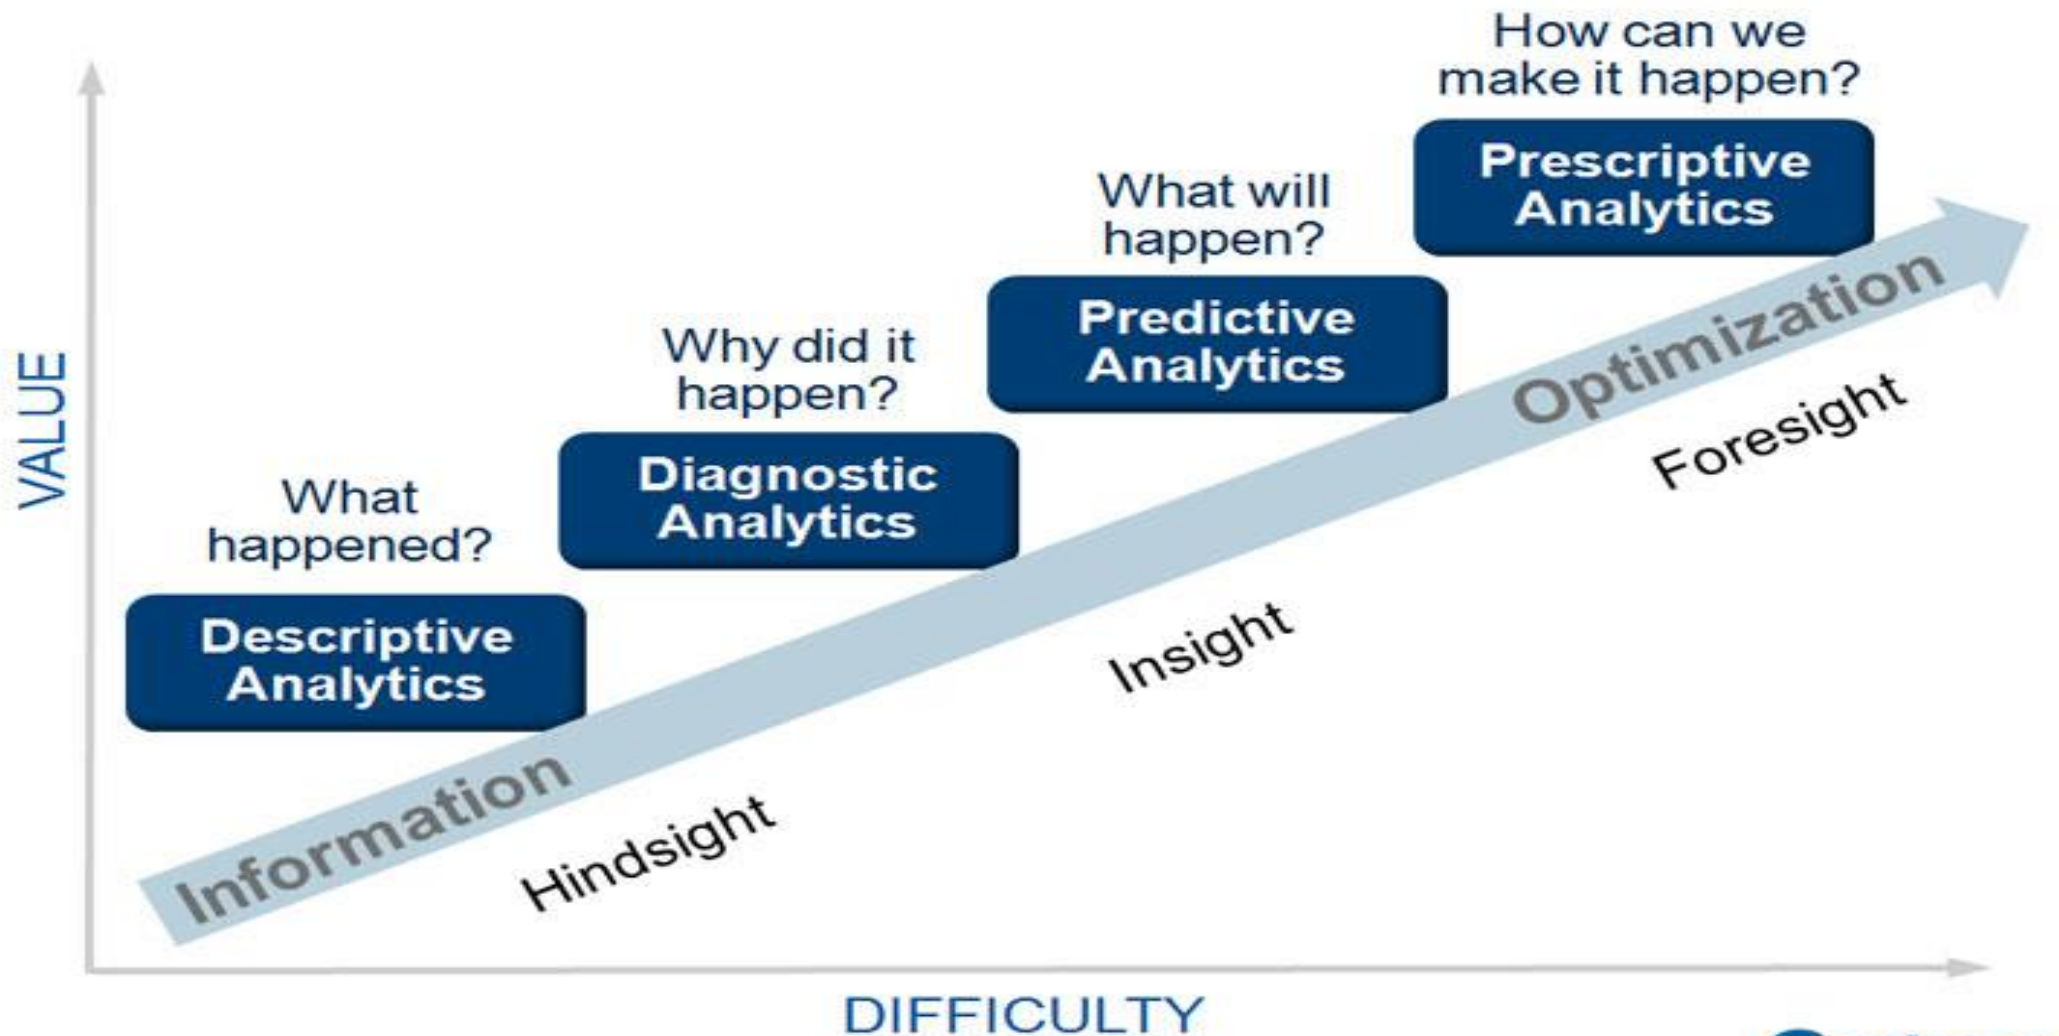 How can we
make it happen?
Prescriptive
Analytics
What will
happen?
Predictive
Analytics
Why did it
happen?
Diagnostic
Analytics
What
happened?
Descriptive
Analytics
Information
Optimization
Hindsight
Insight
Foresight
VALUE
DIFFICULTY